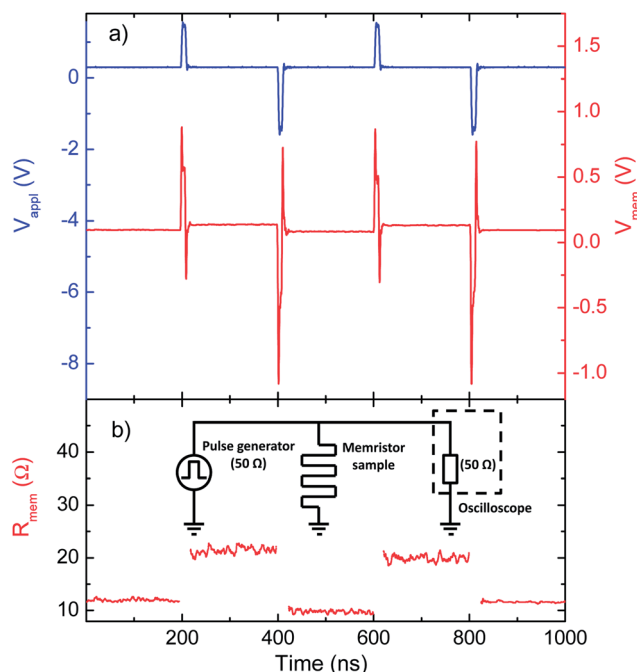 a)
0
-2
-4
-6
-8
V_appl (V)
1.5
1.0
0.5
0.0
-0.5
-1.0
V_mem (V)
b)
Pulse generator
(50 Ω)
Memristor
sample
(50 Ω)
Oscilloscope
40
30
20
10
R_mem (Ω)
200 400 600 800 1000
Time (ns)